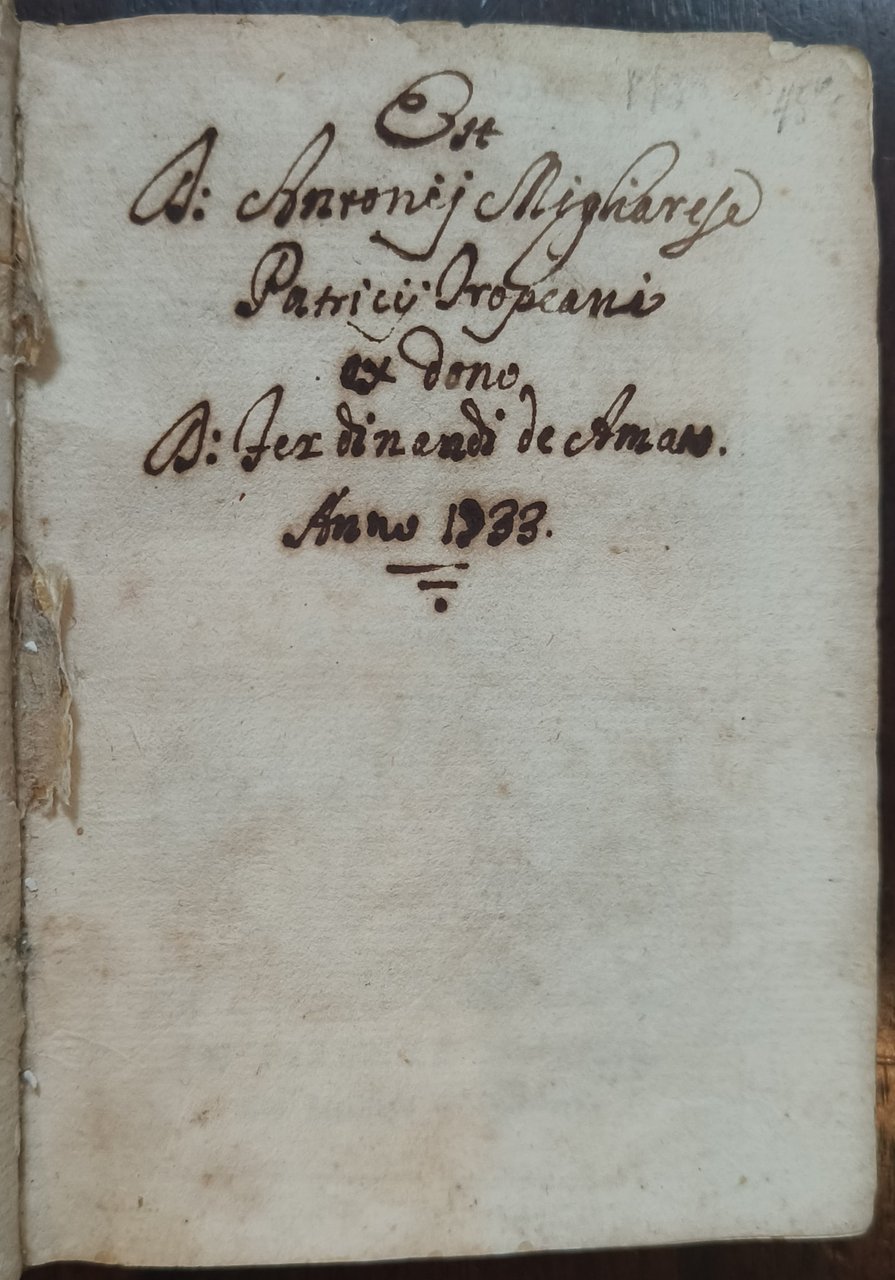 Est
D: Antonij Migliarese
Patricij Tropeani
ex dono
D: Ferdinandi de Amato.
Anno 1733.